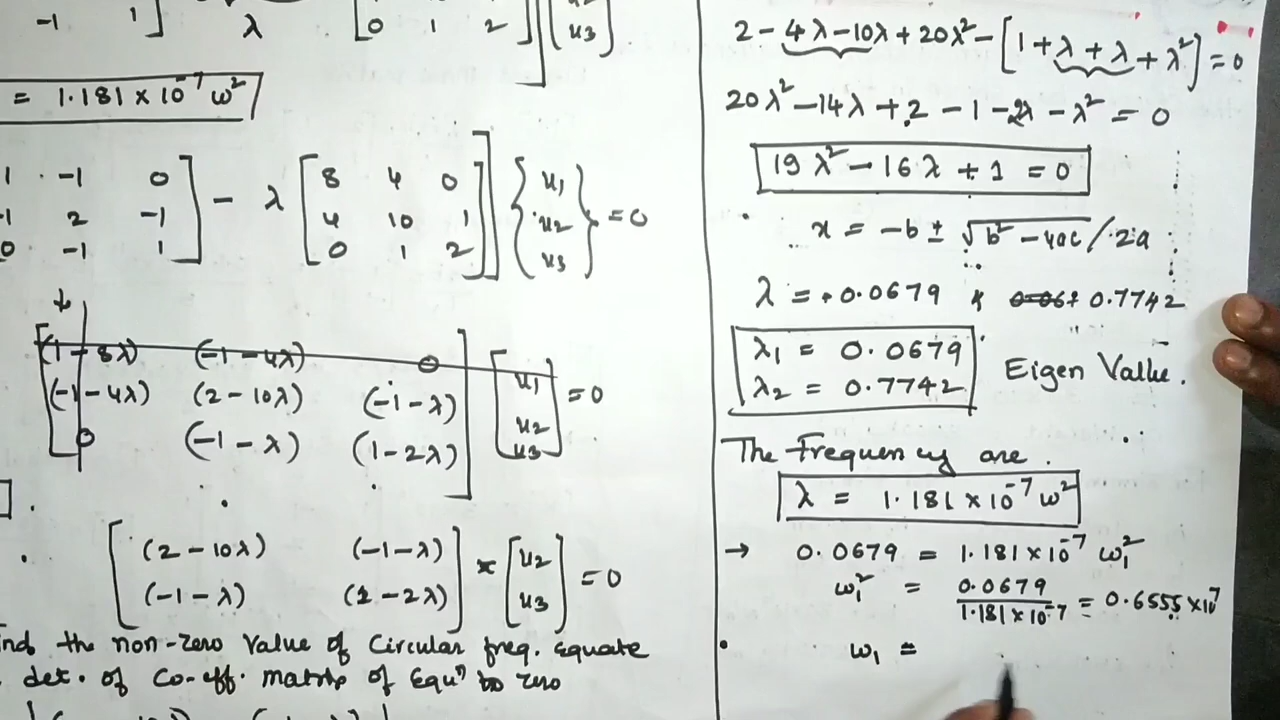 -1 1 ] λ [ 0 1 2 ] { u2 u3 }
= 1.181 × 10⁻⁷ ω²
1 -1 0 ] - λ [ 8 4 0 ] { u1
-1 2 -1 4 10 1 u2 = 0
0 -1 1 ] 0 1 2 ] u3 }
[ (1-8λ) (-1-4λ) 0 ] [ u1
(-1-4λ) (2-10λ) (-1-λ) u2 = 0
0 (-1-λ) (1-2λ) ] u3 ]
].
[ (2-10λ) (-1-λ) ] × [ u2 ] = 0
(-1-λ) (1-2λ) ] [ u3 ]
ind the non-zero Value of Circular freq. equate
det. of Co-eff. matrix of Equⁿ to zero
2 - 4λ - 10λ + 20λ² - [1 + λ + λ + λ²] = 0
20λ² - 14λ + 2 - 1 - 2λ - λ² = 0
19λ² - 16λ + 1 = 0
x = -b ± √b² - 4ac / 2a
λ = 0.0679 & 0.7742
λ1 = 0.0679
λ2 = 0.7742
Eigen Value.
The Frequency are.
λ = 1.181 × 10⁻⁷ ω²
→ 0.0679 = 1.181 × 10⁻⁷ ω1²
ω1² = 0.0679 / 1.181 × 10⁻⁷ = 0.6555 × 10⁷
ω1 =